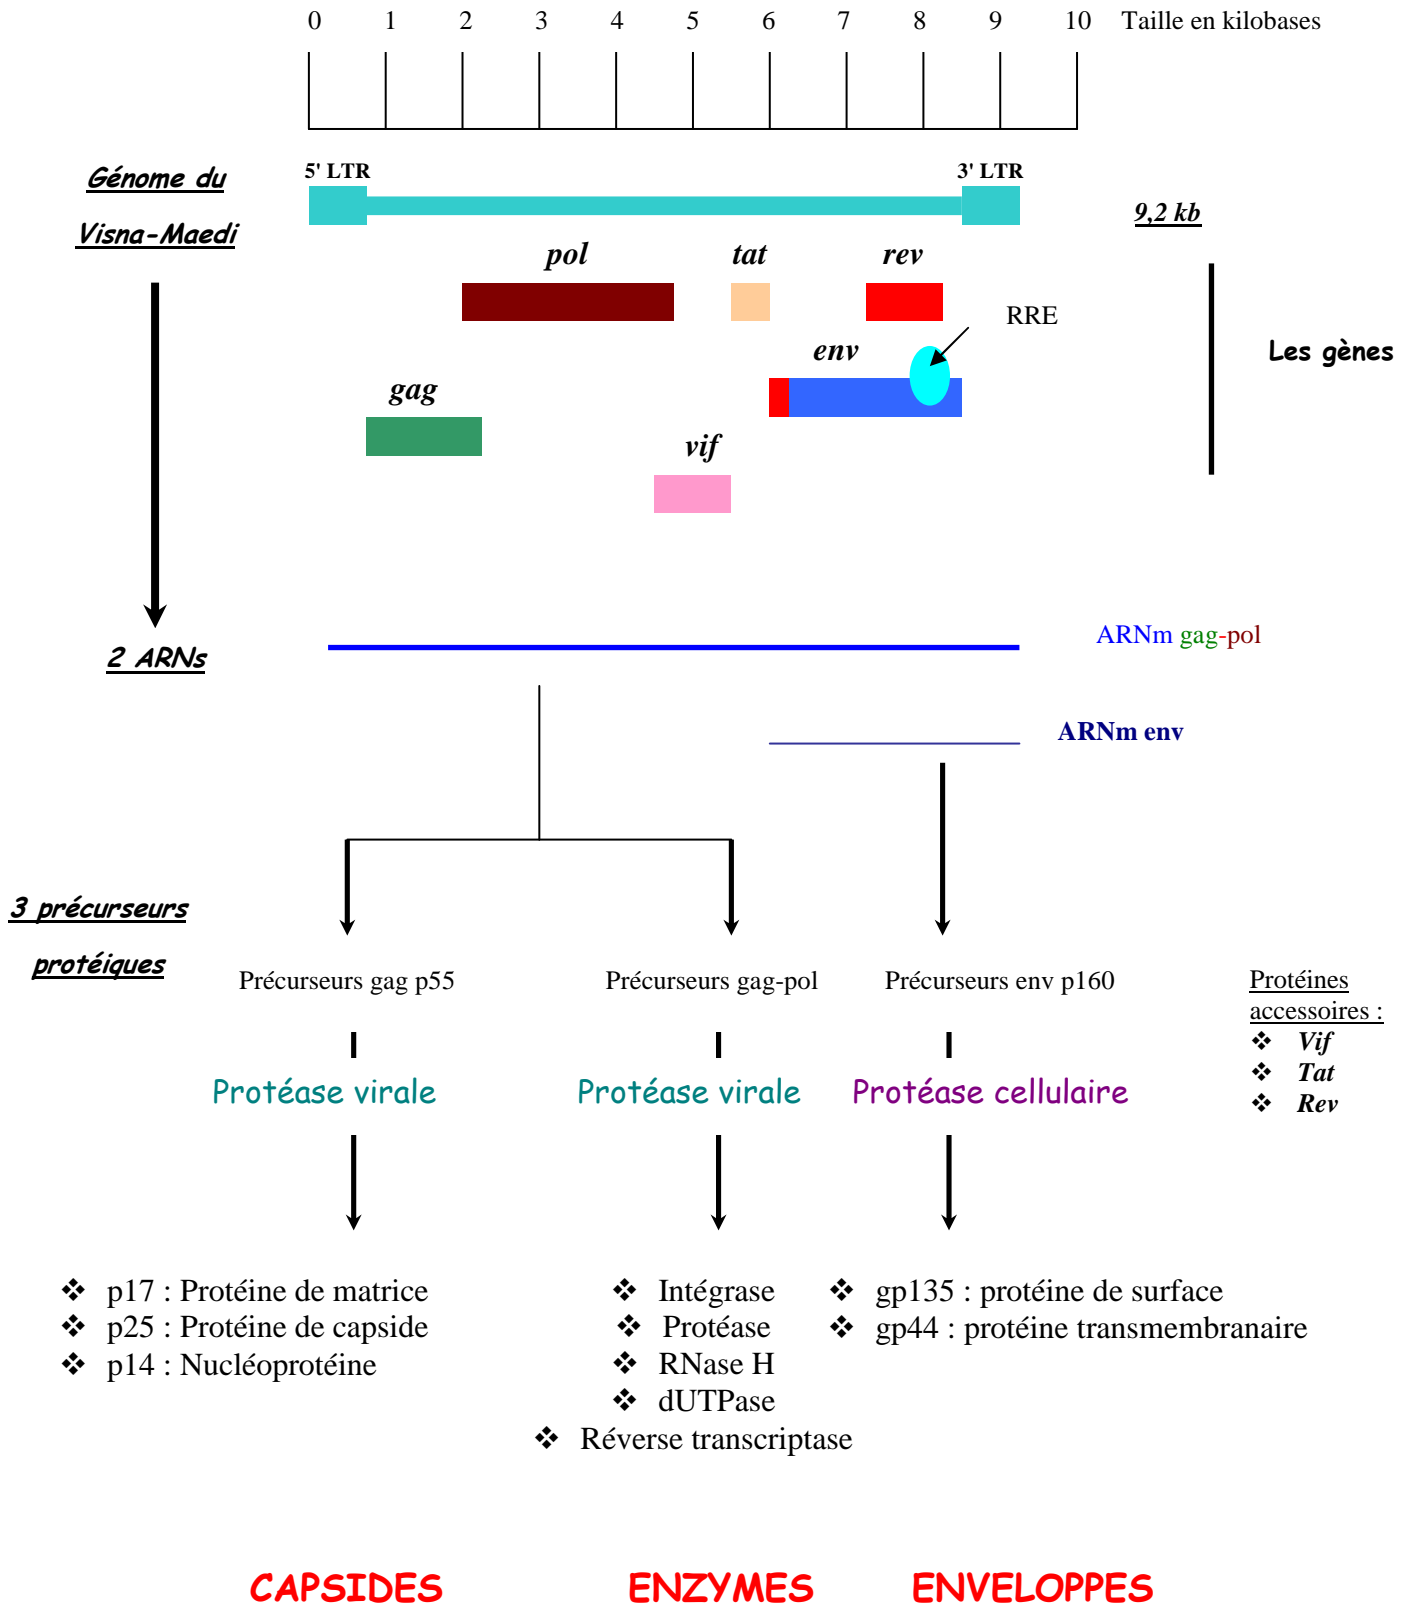 0 1 2 3 4 5 6 7 8 9 10 Taille en kilobases
5' LTR 3' LTR
Génome du
Visna-Maedi
9,2 kb
pol tat rev
RRE
env
Les gènes
gag
vif
ARNm gag-pol
2 ARNs
ARNm env
3 précurseurs
protéiques
Précurseurs gag p55 Précurseurs gag-pol Précurseurs env p160
Protéines
accessoires :
❖ Vif
❖ Tat
❖ Rev
Protéase virale Protéase virale Protéase cellulaire
❖ p17 : Protéine de matrice
❖ p25 : Protéine de capside
❖ p14 : Nucléoprotéine
❖ Intégrase
❖ Protéase
❖ RNase H
❖ dUTPase
❖ Réverse transcriptase
❖ gp135 : protéine de surface
❖ gp44 : protéine transmembranaire
CAPSIDES ENZYMES ENVELOPPES